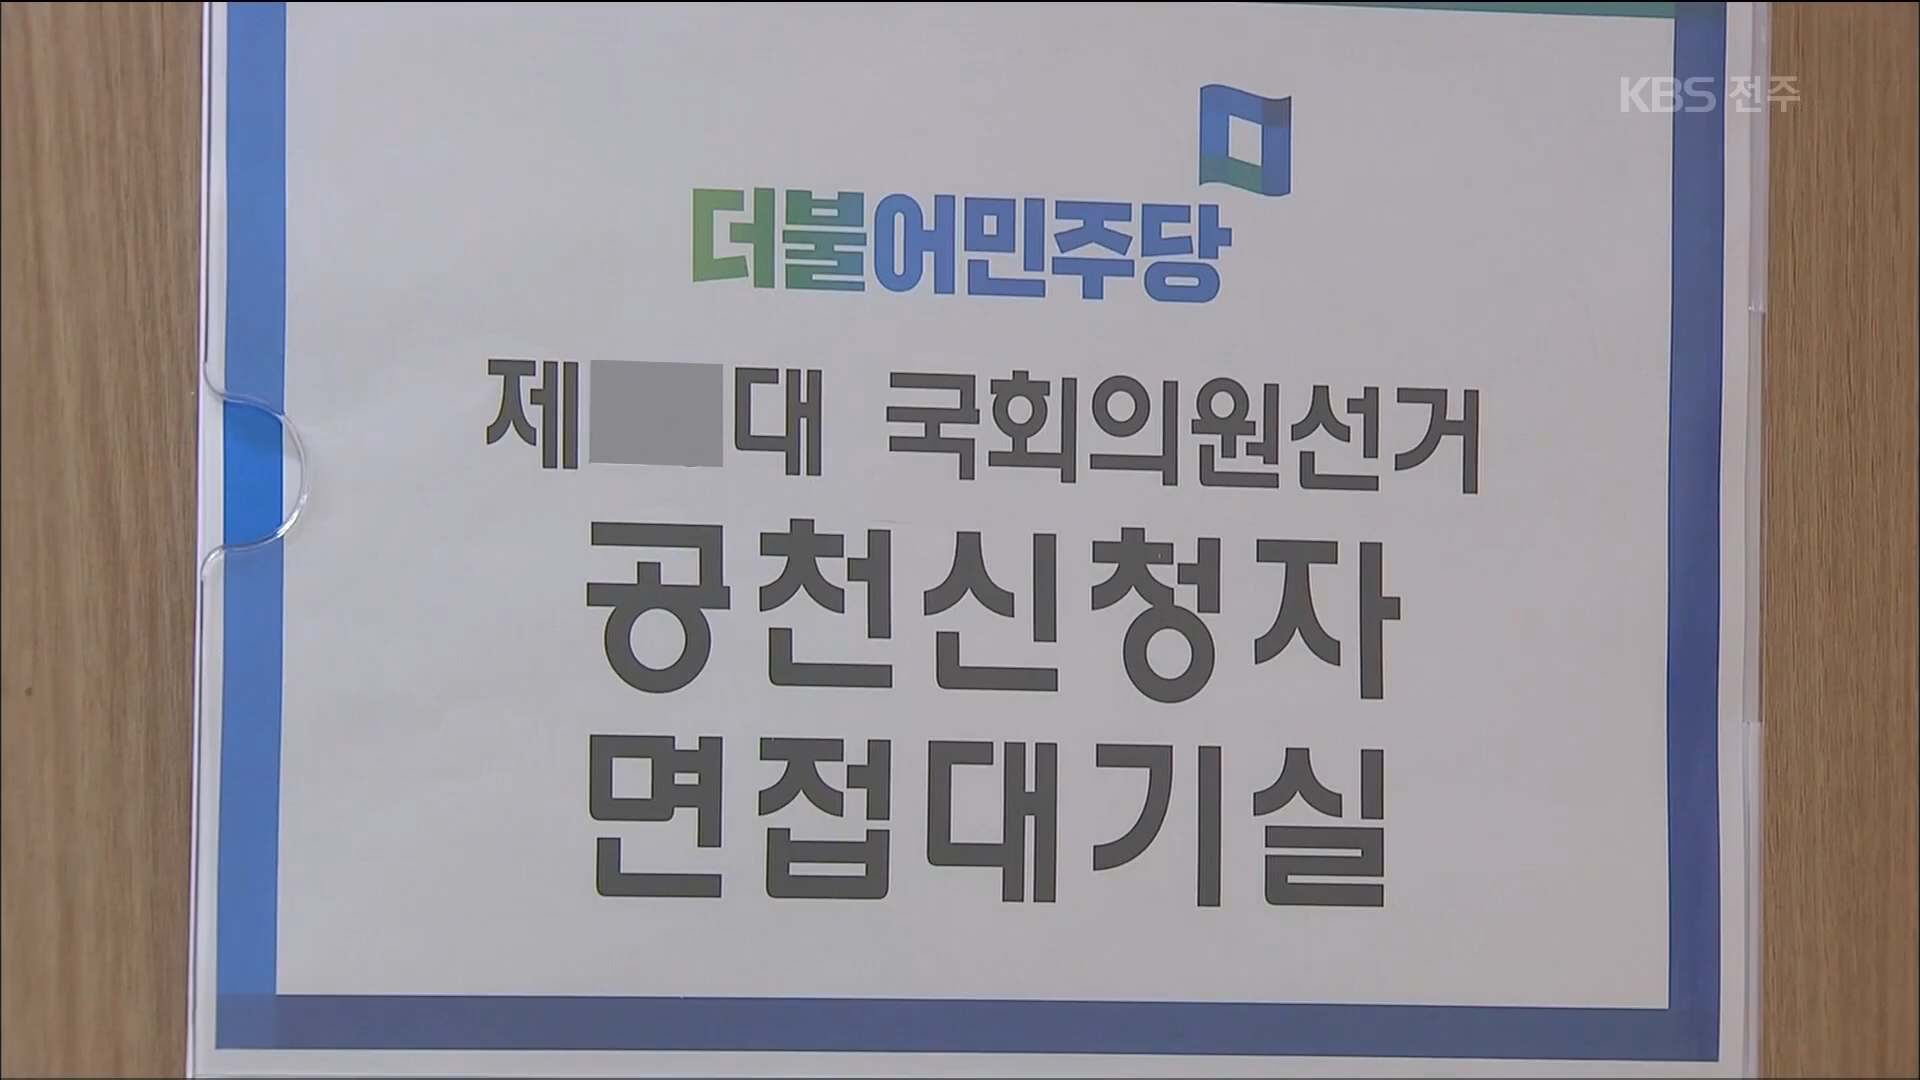 KBS 전주
더불어민주당
제 대 국회의원선거
공천신청자
면접대기실